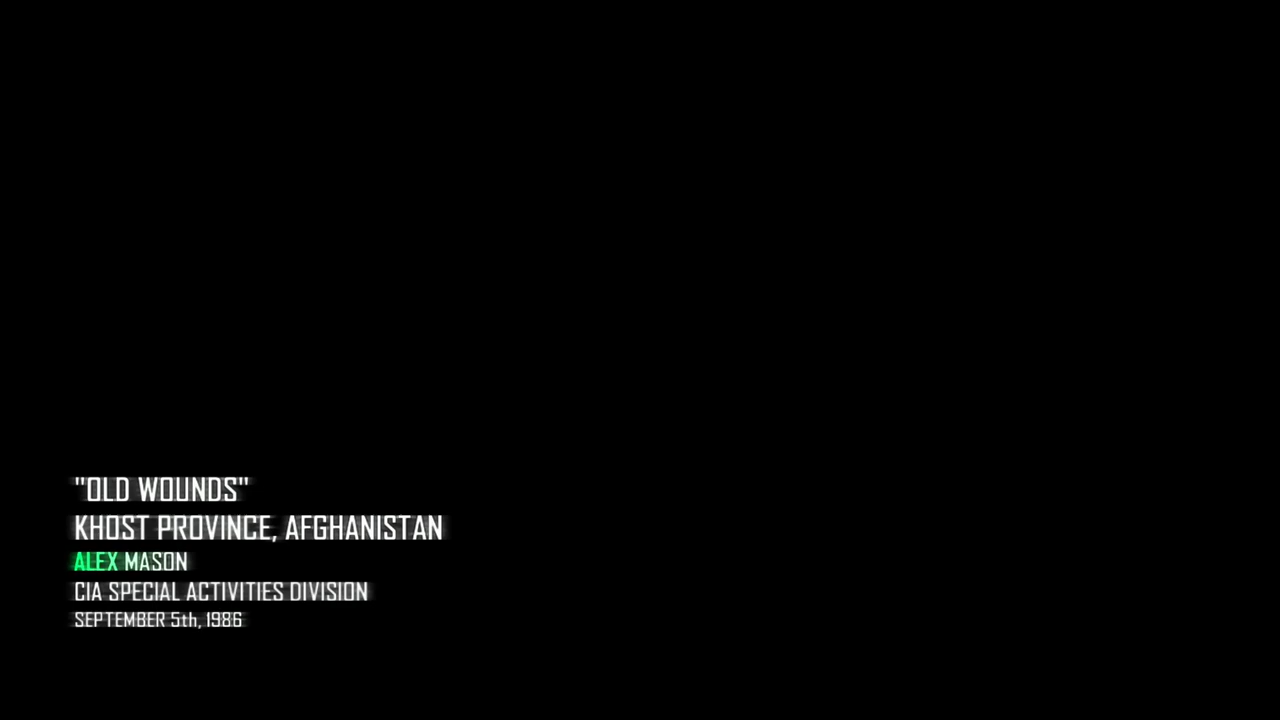 "OLD WOUNDS"
KHOST PROVINCE, AFGHANISTAN
ALEX MASON
CIA SPECIAL ACTIVITIES DIVISION
SEPTEMBER 5th, 1986